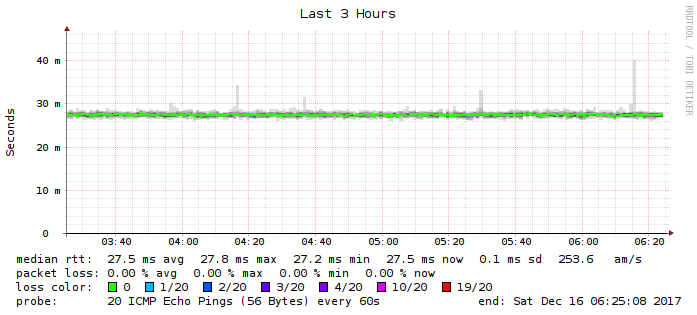 Last 3 Hours
RRDTOOL / TOBI OETIKER
Seconds
40 m
30 m
20 m
10 m
0
03:40 04:00 04:20 04:40 05:00 05:20 05:40 06:00 06:20
median rtt: 27.5 ms avg 27.8 ms max 27.2 ms min 27.5 ms now 0.1 ms sd 253.6 am/s
packet loss: 0.00 % avg 0.00 % max 0.00 % min 0.00 % now
loss color: 0 1/20 2/20 3/20 4/20 10/20 19/20
probe: 20 ICMP Echo Pings (56 Bytes) every 60s end: Sat Dec 16 06:25:08 2017